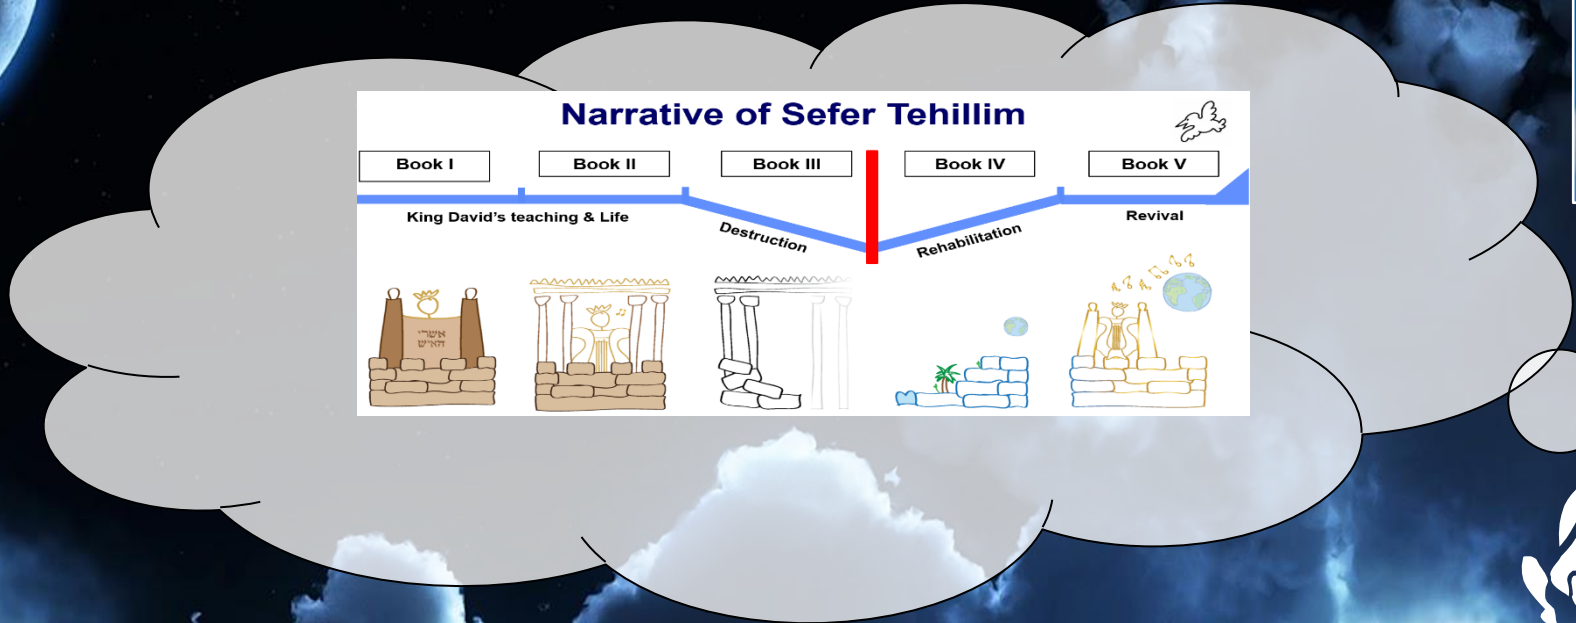 Narrative of Sefer Tehillim
Book I
Book II
Book III
Book IV
Book V
King David's teaching & Life
Destruction
Rehabilitation
Revival
אשרי
האיש